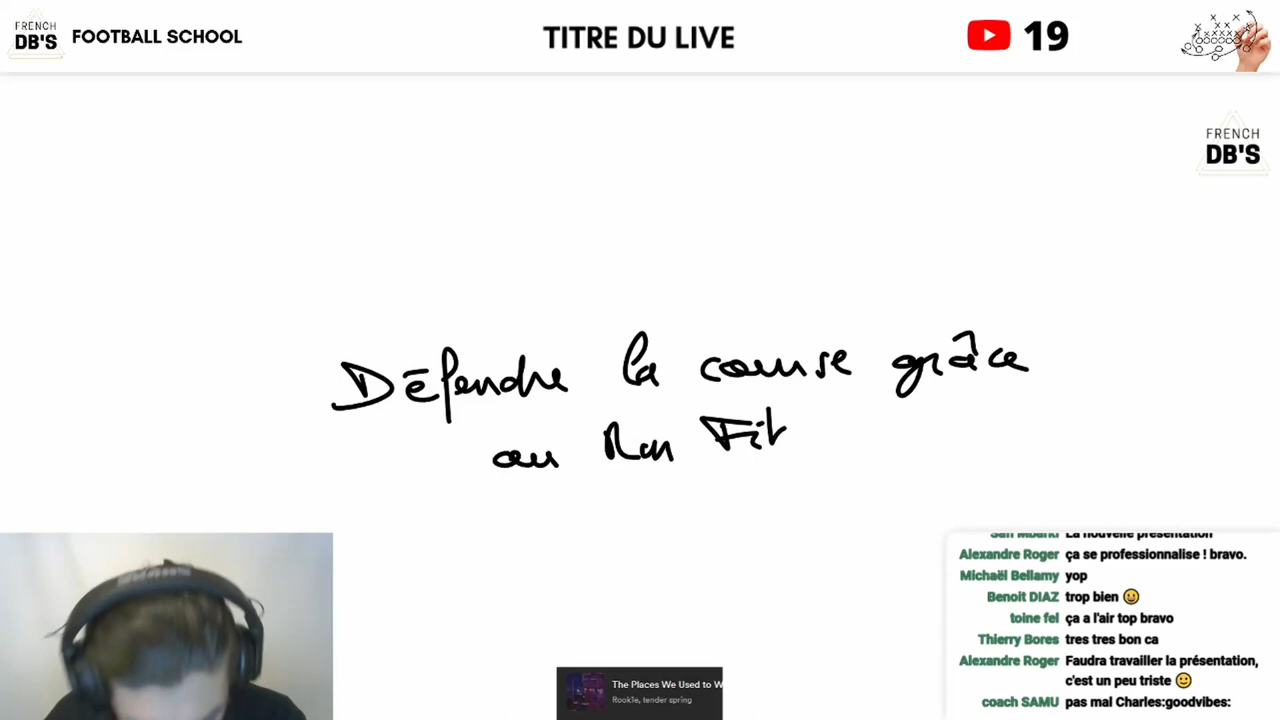 FRENCH
DB'S
FOOTBALL SCHOOL
TITRE DU LIVE
19
FRENCH
DB'S
Défendre la course grâce
au Run Fit
La nouvelle présentation
Alexandre Roger ça se professionnalise ! bravo.
Michaël Bellamy yop
Benoit DIAZ trop bien 🙂
toine fel ça a l'air top bravo
Thierry Bores tres tres bon ca
Alexandre Roger Faudra travailler la présentation,
c'est un peu triste 🙂
coach SAMU pas mal Charles:goodvibes:
The Places We Used to W
Rook1e, tender spring